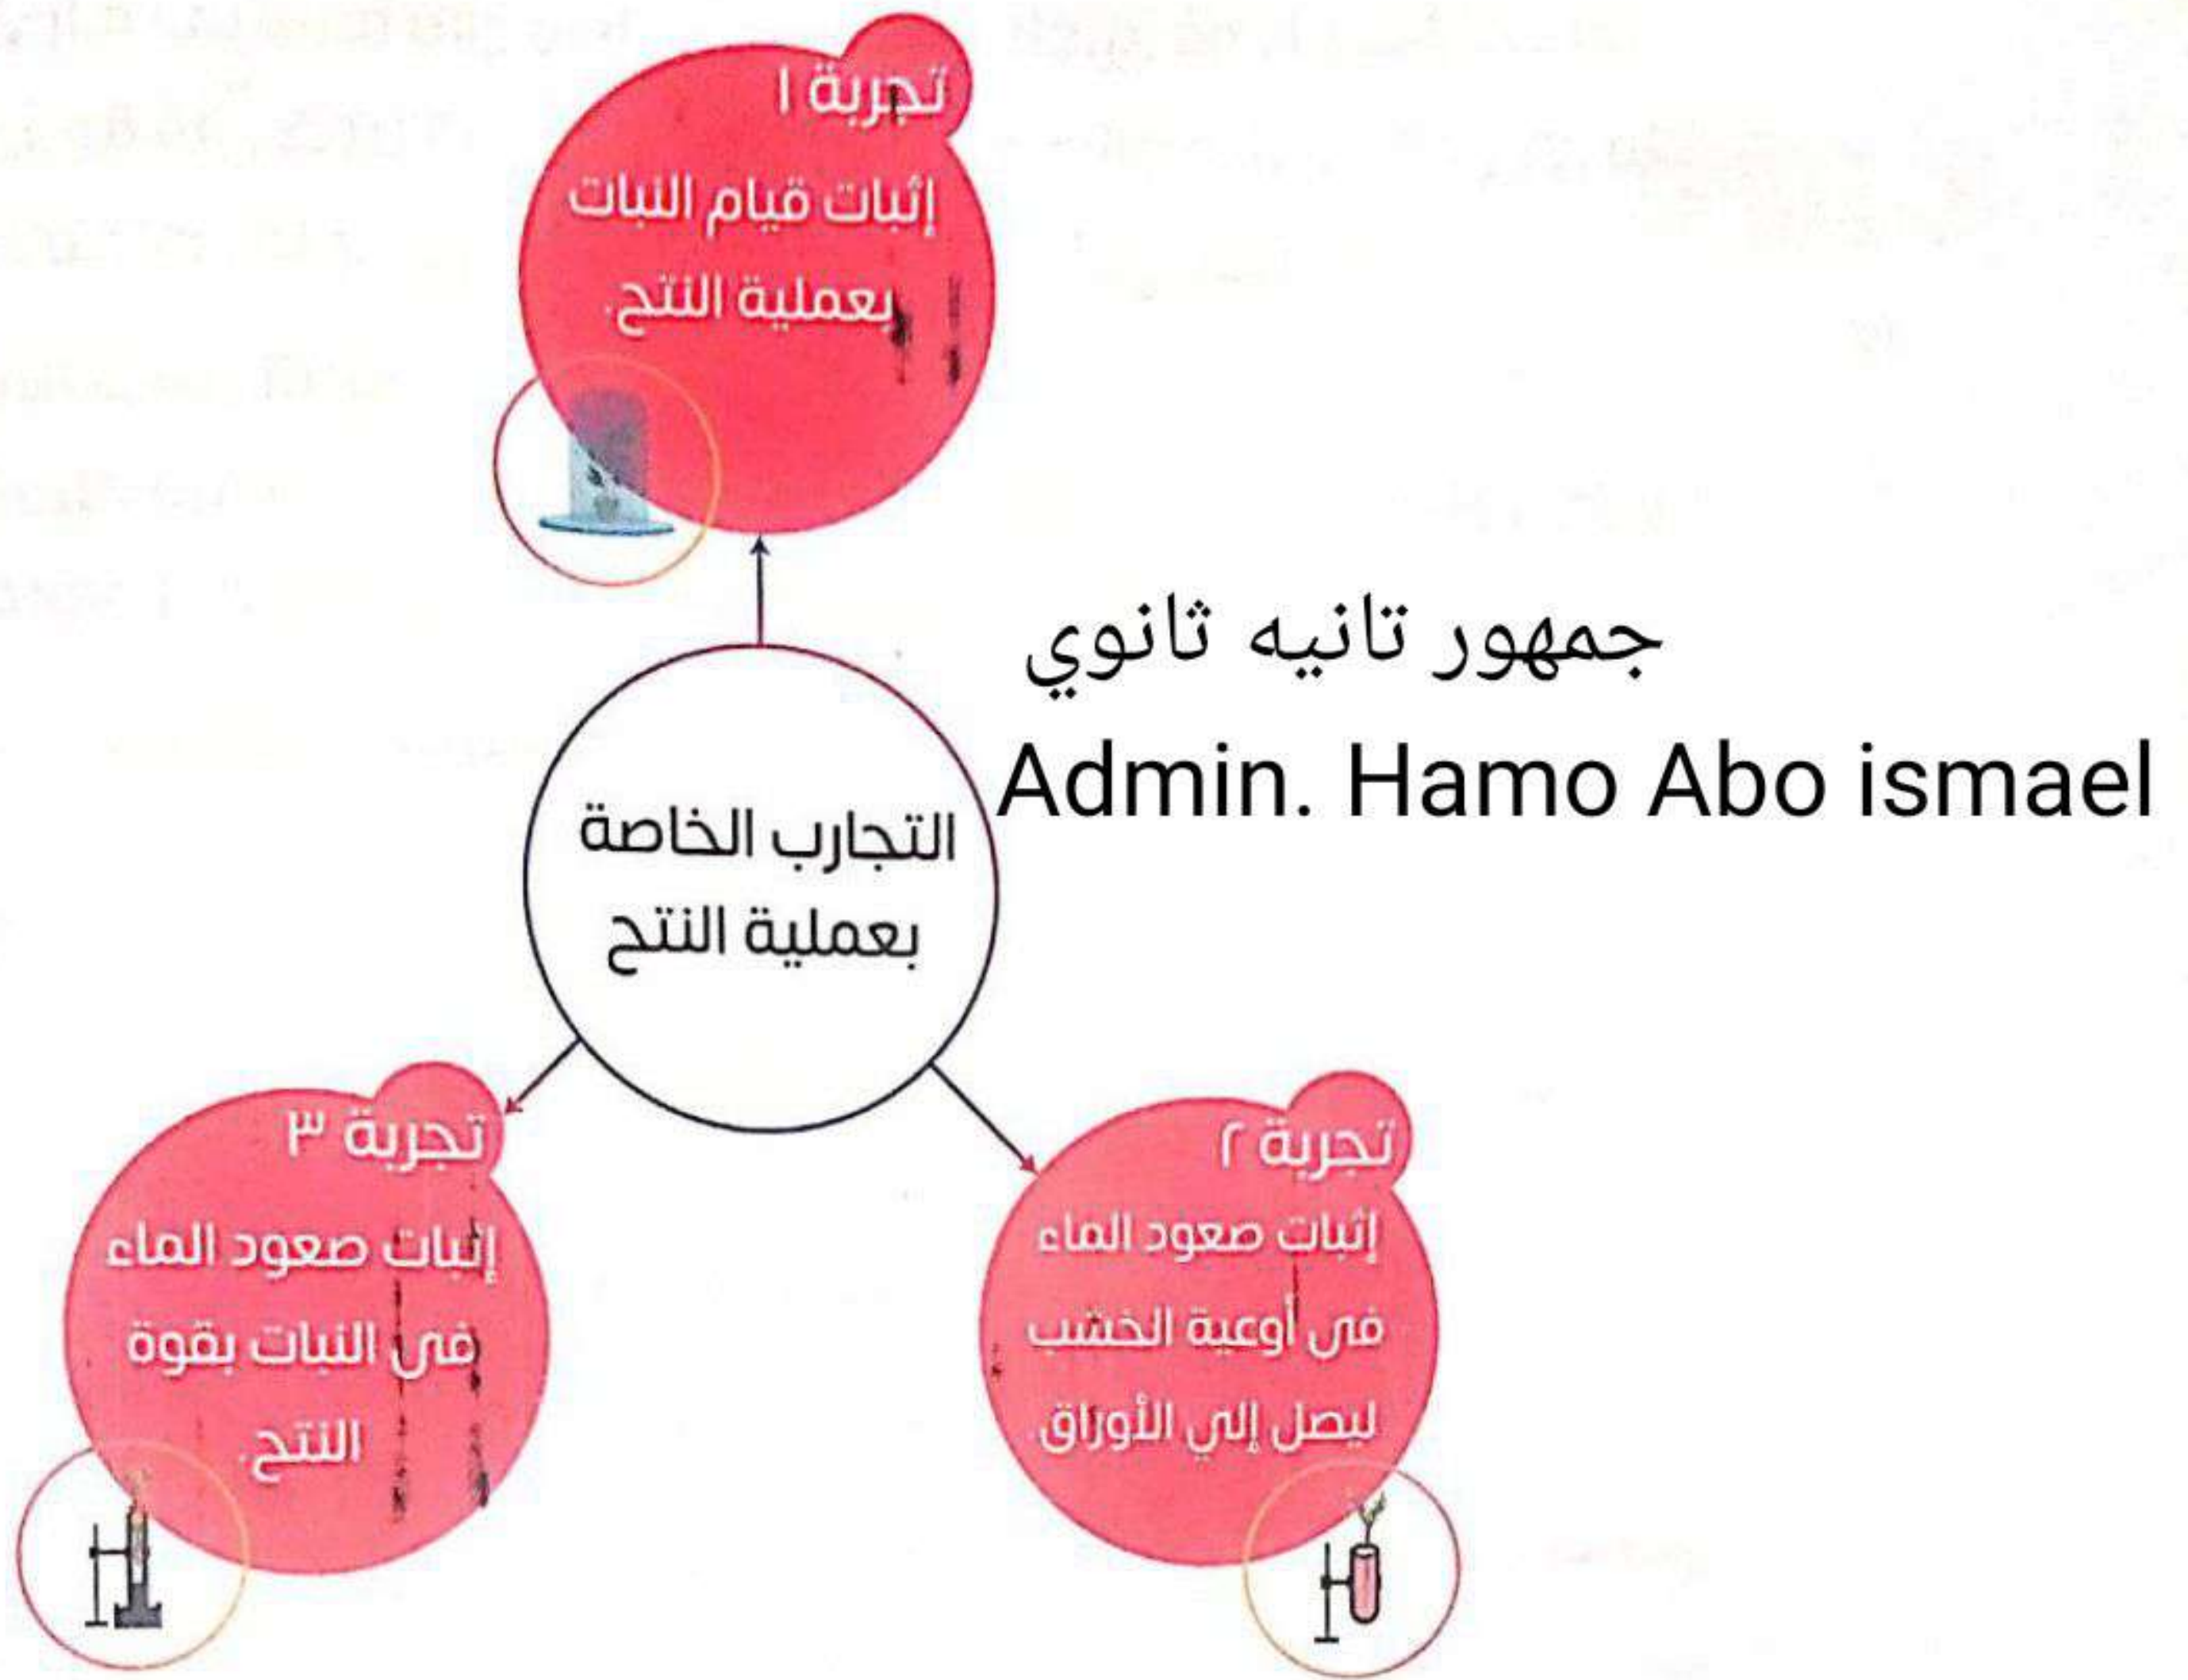 تجربة ١
إثبات قيام النبات
بعملية النتح.
جمهور تانيه ثانوي
Admin. Hamo Abo ismael
التجارب الخاصة
بعملية النتح
تجربة ٢
إثبات صعود الماء
فى أوعية الخشب
ليصل إلي الأوراق.
تجربة ٣
إثبات صعود الماء
فى النبات بقوة
النتح.